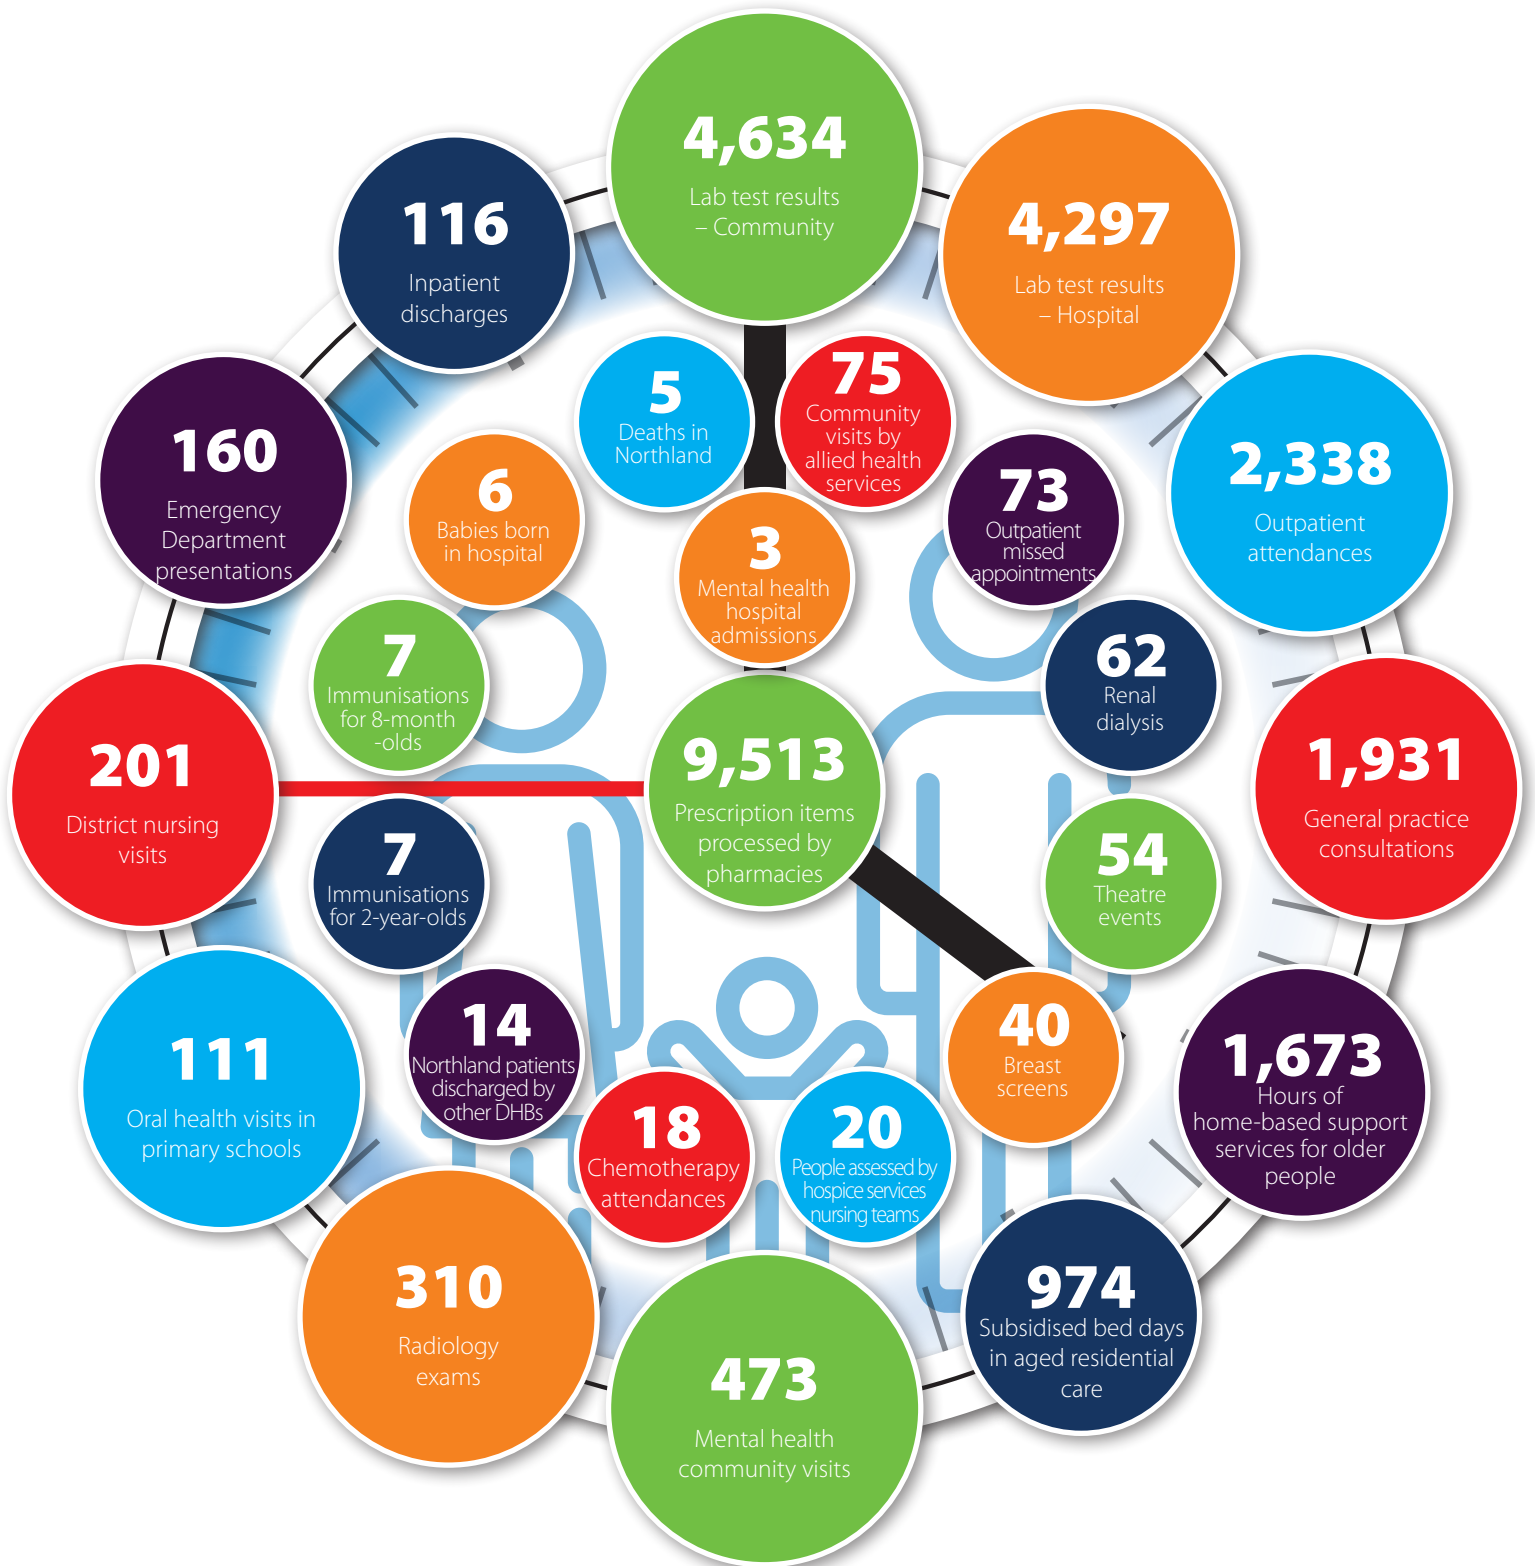 4,634
Lab test results
– Community
4,297
Lab test results
– Hospital
2,338
Outpatient
attendances
1,931
General practice
consultations
1,673
Hours of
home-based support
services for older
people
974
Subsidised bed days
in aged residential
care
473
Mental health
community visits
310
Radiology
exams
111
Oral health visits in
primary schools
201
District nursing
visits
160
Emergency
Department
presentations
116
Inpatient
discharges
75
Community
visits by
allied health
services
73
Outpatient
missed
appointments
62
Renal
dialysis
54
Theatre
events
40
Breast
screens
20
People assessed by
hospice services
nursing teams
18
Chemotherapy
attendances
14
Northland patients
discharged by
other DHBs
7
Immunisations
for 2-year-olds
7
Immunisations
for 8-month
-olds
6
Babies born
in hospital
5
Deaths in
Northland
3
Mental health
hospital
admissions
9,513
Prescription items
processed by
pharmacies